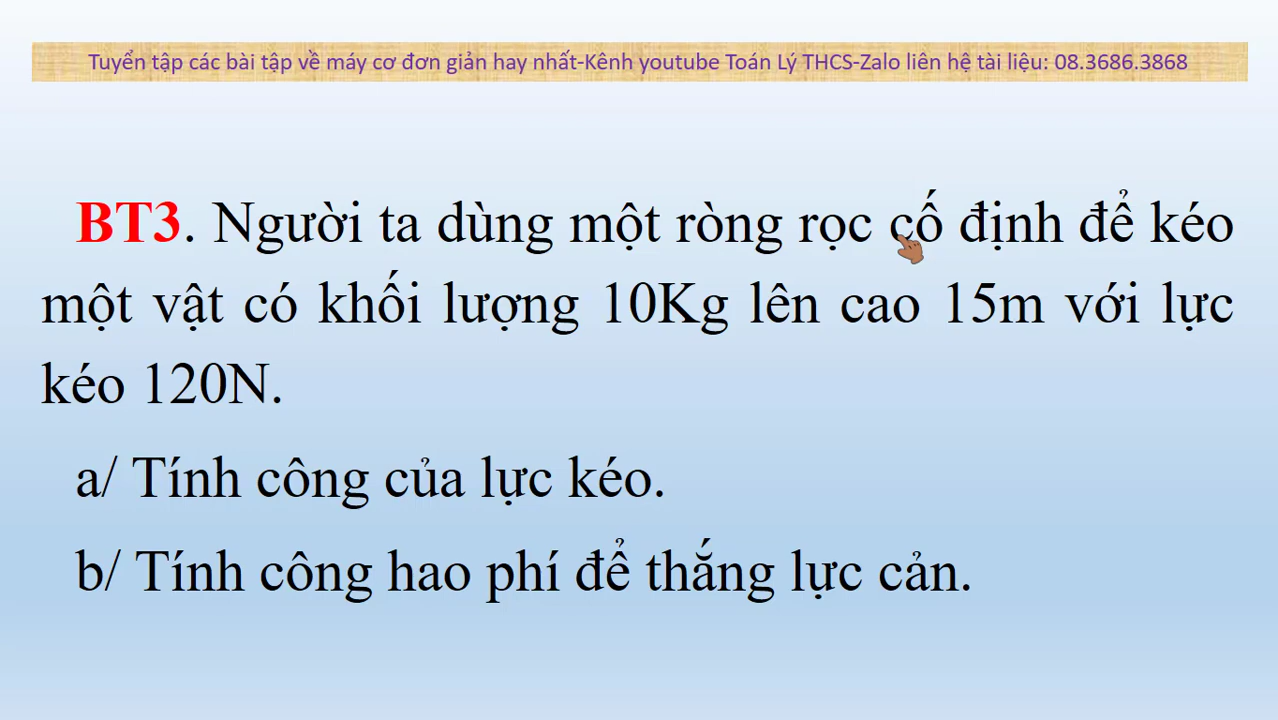 Tuyển tập các bài tập về máy cơ đơn giản hay nhất-Kênh youtube Toán Lý THCS-Zalo liên hệ tài liệu: 08.3686.3868
BT3. Người ta dùng một ròng rọc cố định để kéo
một vật có khối lượng 10Kg lên cao 15m với lực
kéo 120N.
a/ Tính công của lực kéo.
b/ Tính công hao phí để thắng lực cản.